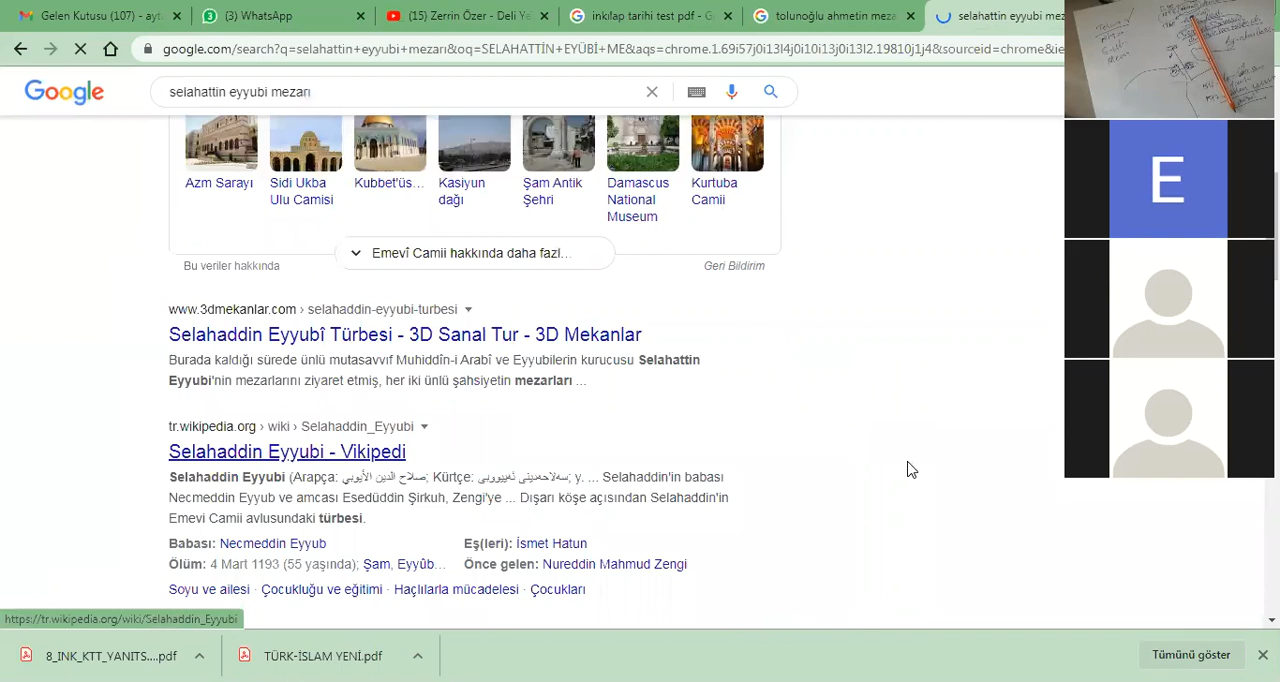 Gelen Kutusu (107) - ayt
(3) WhatsApp
(15) Zerrin Özer - Deli Ye
inkılap tarihi test pdf - G
tolunoğlu ahmetin meza
selahattin eyyubi me
google.com/search?q=selahattin+eyyubi+mezarı&oq=SELAHATTİN+EYÜBİ+ME&aqs=chrome.1.69i57j0i13l4j0i10i13j0i13l2.19810j1j4&sourceid=chrome&ie
Google
selahattin eyyubi mezarı
Azm Sarayı
Sidi Ukba Ulu Camisi
Kubbet'üs...
Kasiyun dağı
Şam Antik Şehri
Damascus National Museum
Kurtuba Camii
Emevî Camii hakkında daha fazl...
Bu veriler hakkında
Geri Bildirim
www.3dmekanlar.com › selahaddin-eyyubi-turbesi
Selahaddin Eyyubî Türbesi - 3D Sanal Tur - 3D Mekanlar
Burada kaldığı sürede ünlü mutasavvıf Muhiddîn-i Arabî ve Eyyubilerin kurucusu Selahattin
Eyyubi'nin mezarlarını ziyaret etmiş, her iki ünlü şahsiyetin mezarları ...
tr.wikipedia.org › wiki › Selahaddin_Eyyubi
Selahaddin Eyyubi - Vikipedi
Selahaddin Eyyubi (Arapça: صلاح الدين الأيوبي; Kürtçe: سەلاحەدینی ئەییووبی; y. ... Selahaddin'in babası
Necmeddin Eyyub ve amcası Esedüddin Şirkuh, Zengi'ye ... Dışarı köşe açısından Selahaddin'in
Emevi Camii avlusundaki türbesi.
Babası: Necmeddin Eyyub
Eş(leri): İsmet Hatun
Ölüm: 4 Mart 1193 (55 yaşında); Şam, Eyyûb...
Önce gelen: Nureddin Mahmud Zengi
Soyu ve ailesi · Çocukluğu ve eğitimi · Haçlılarla mücadelesi · Çocukları
https://tr.wikipedia.org/wiki/Selahaddin_Eyyubi
8_INK_KTT_YANITS....pdf
TÜRK-İSLAM YENİ.pdf
Tümünü göster
E